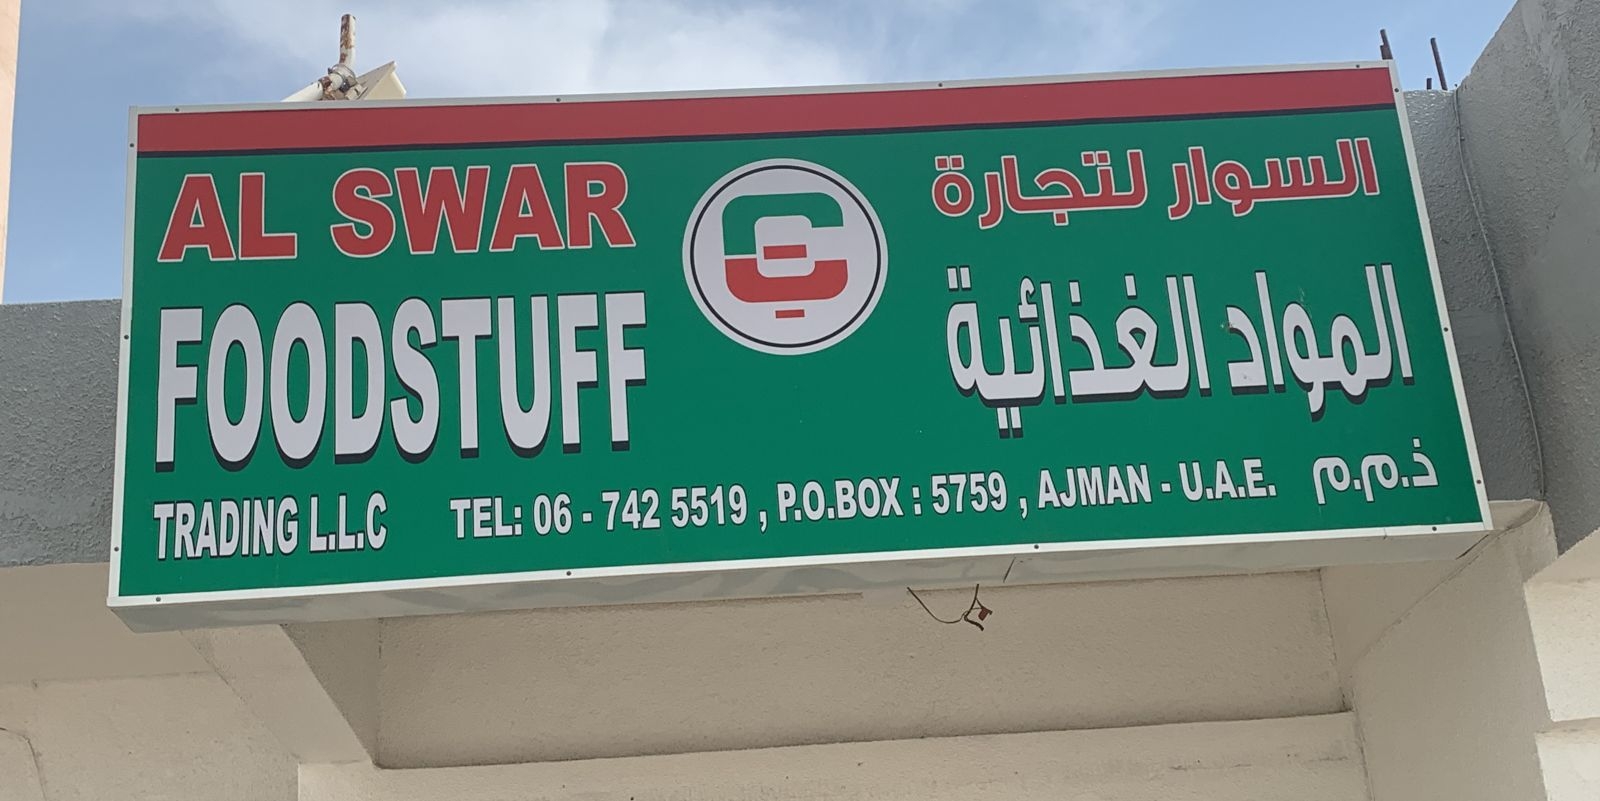 AL SWAR
السوار لتجارة
FOODSTUFF
المواد الغذائية
TRADING L.L.C
TEL: 06 - 742 5519 , P.O.BOX : 5759 , AJMAN - U.A.E.
ذ.م.م